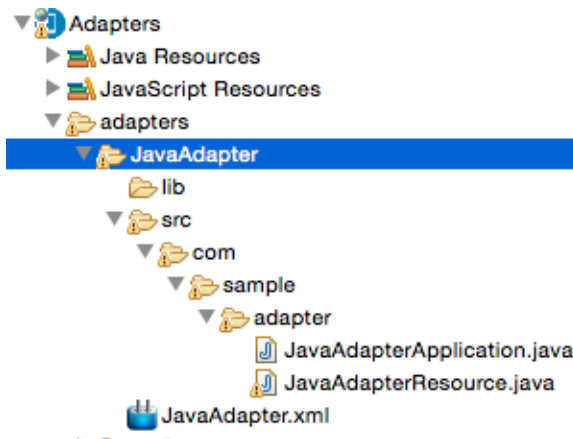 Adapters
Java Resources
JavaScript Resources
adapters
JavaAdapter
lib
src
com
sample
adapter
JavaAdapterApplication.java
JavaAdapterResource.java
JavaAdapter.xml